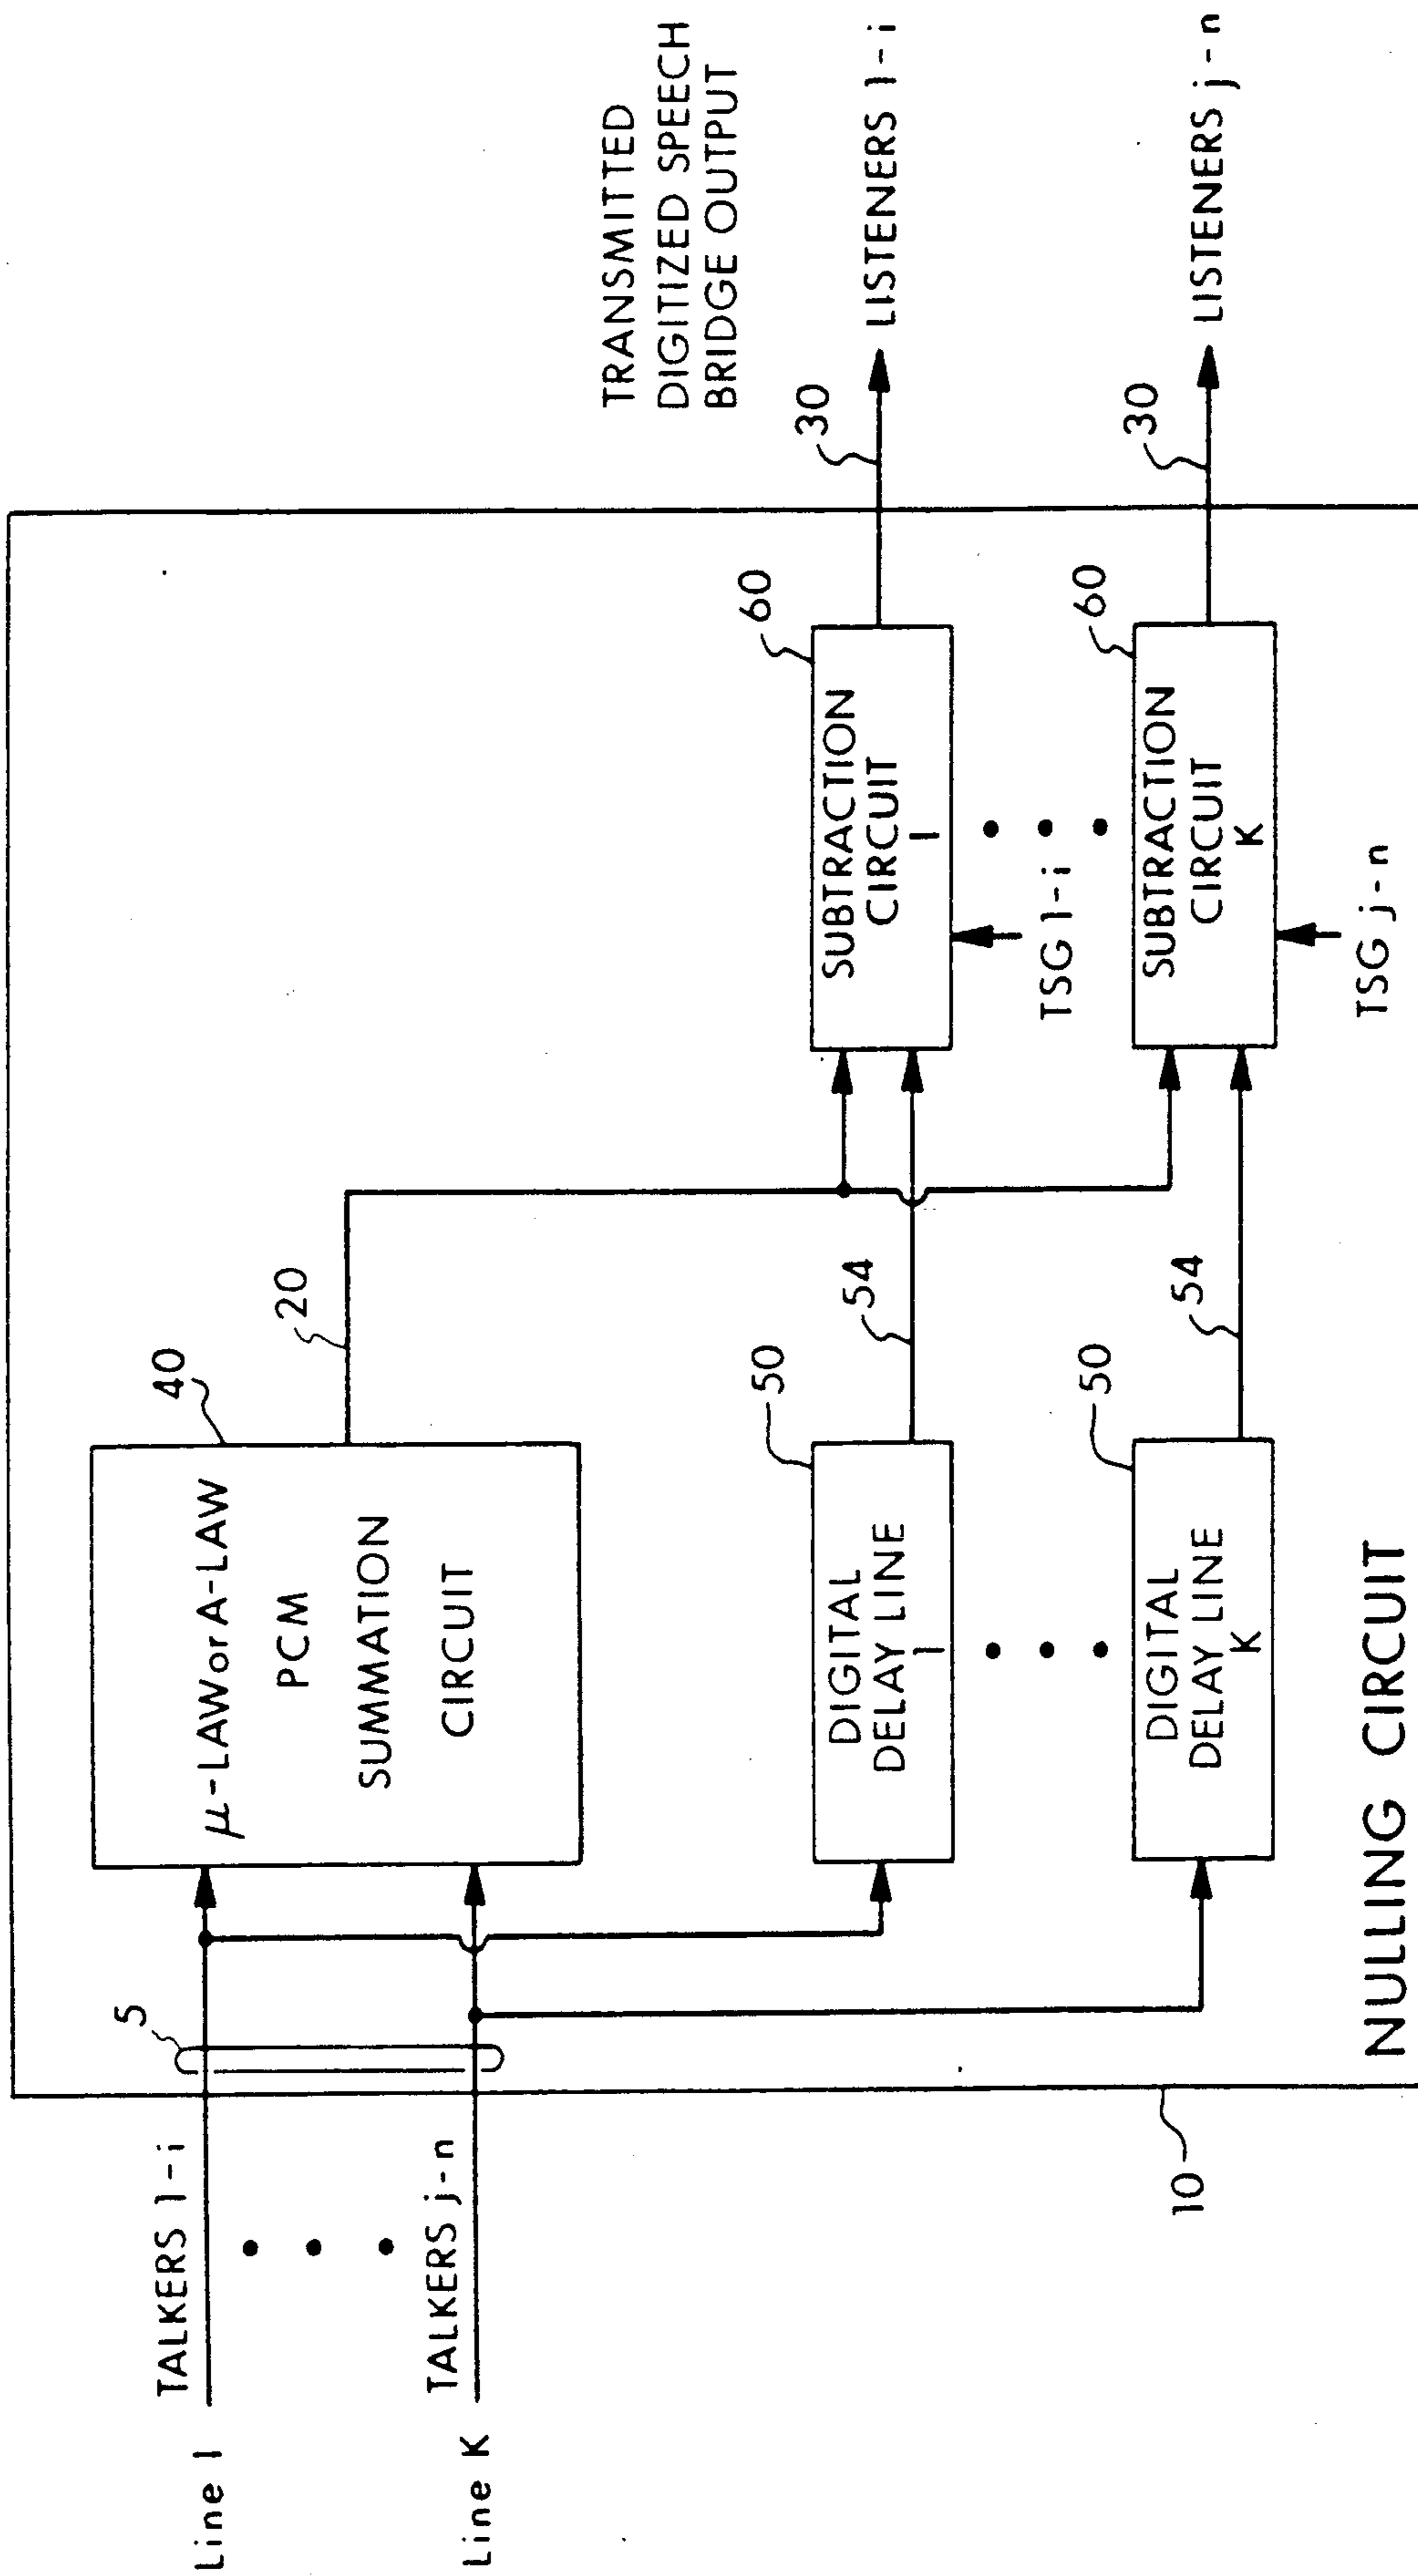 Line 1
TALKERS 1-i
Line K
TALKERS j-n
5
10
40
μ-LAW or A-LAW
PCM
SUMMATION
CIRCUIT
20
50
DIGITAL
DELAY LINE
1
54
50
DIGITAL
DELAY LINE
K
54
60
SUBTRACTION
CIRCUIT
1
TSG 1-i
60
SUBTRACTION
CIRCUIT
K
TSG j-n
30
30
TRANSMITTED
DIGITIZED SPEECH
BRIDGE OUTPUT
LISTENERS 1-i
LISTENERS j-n
NULLING CIRCUIT